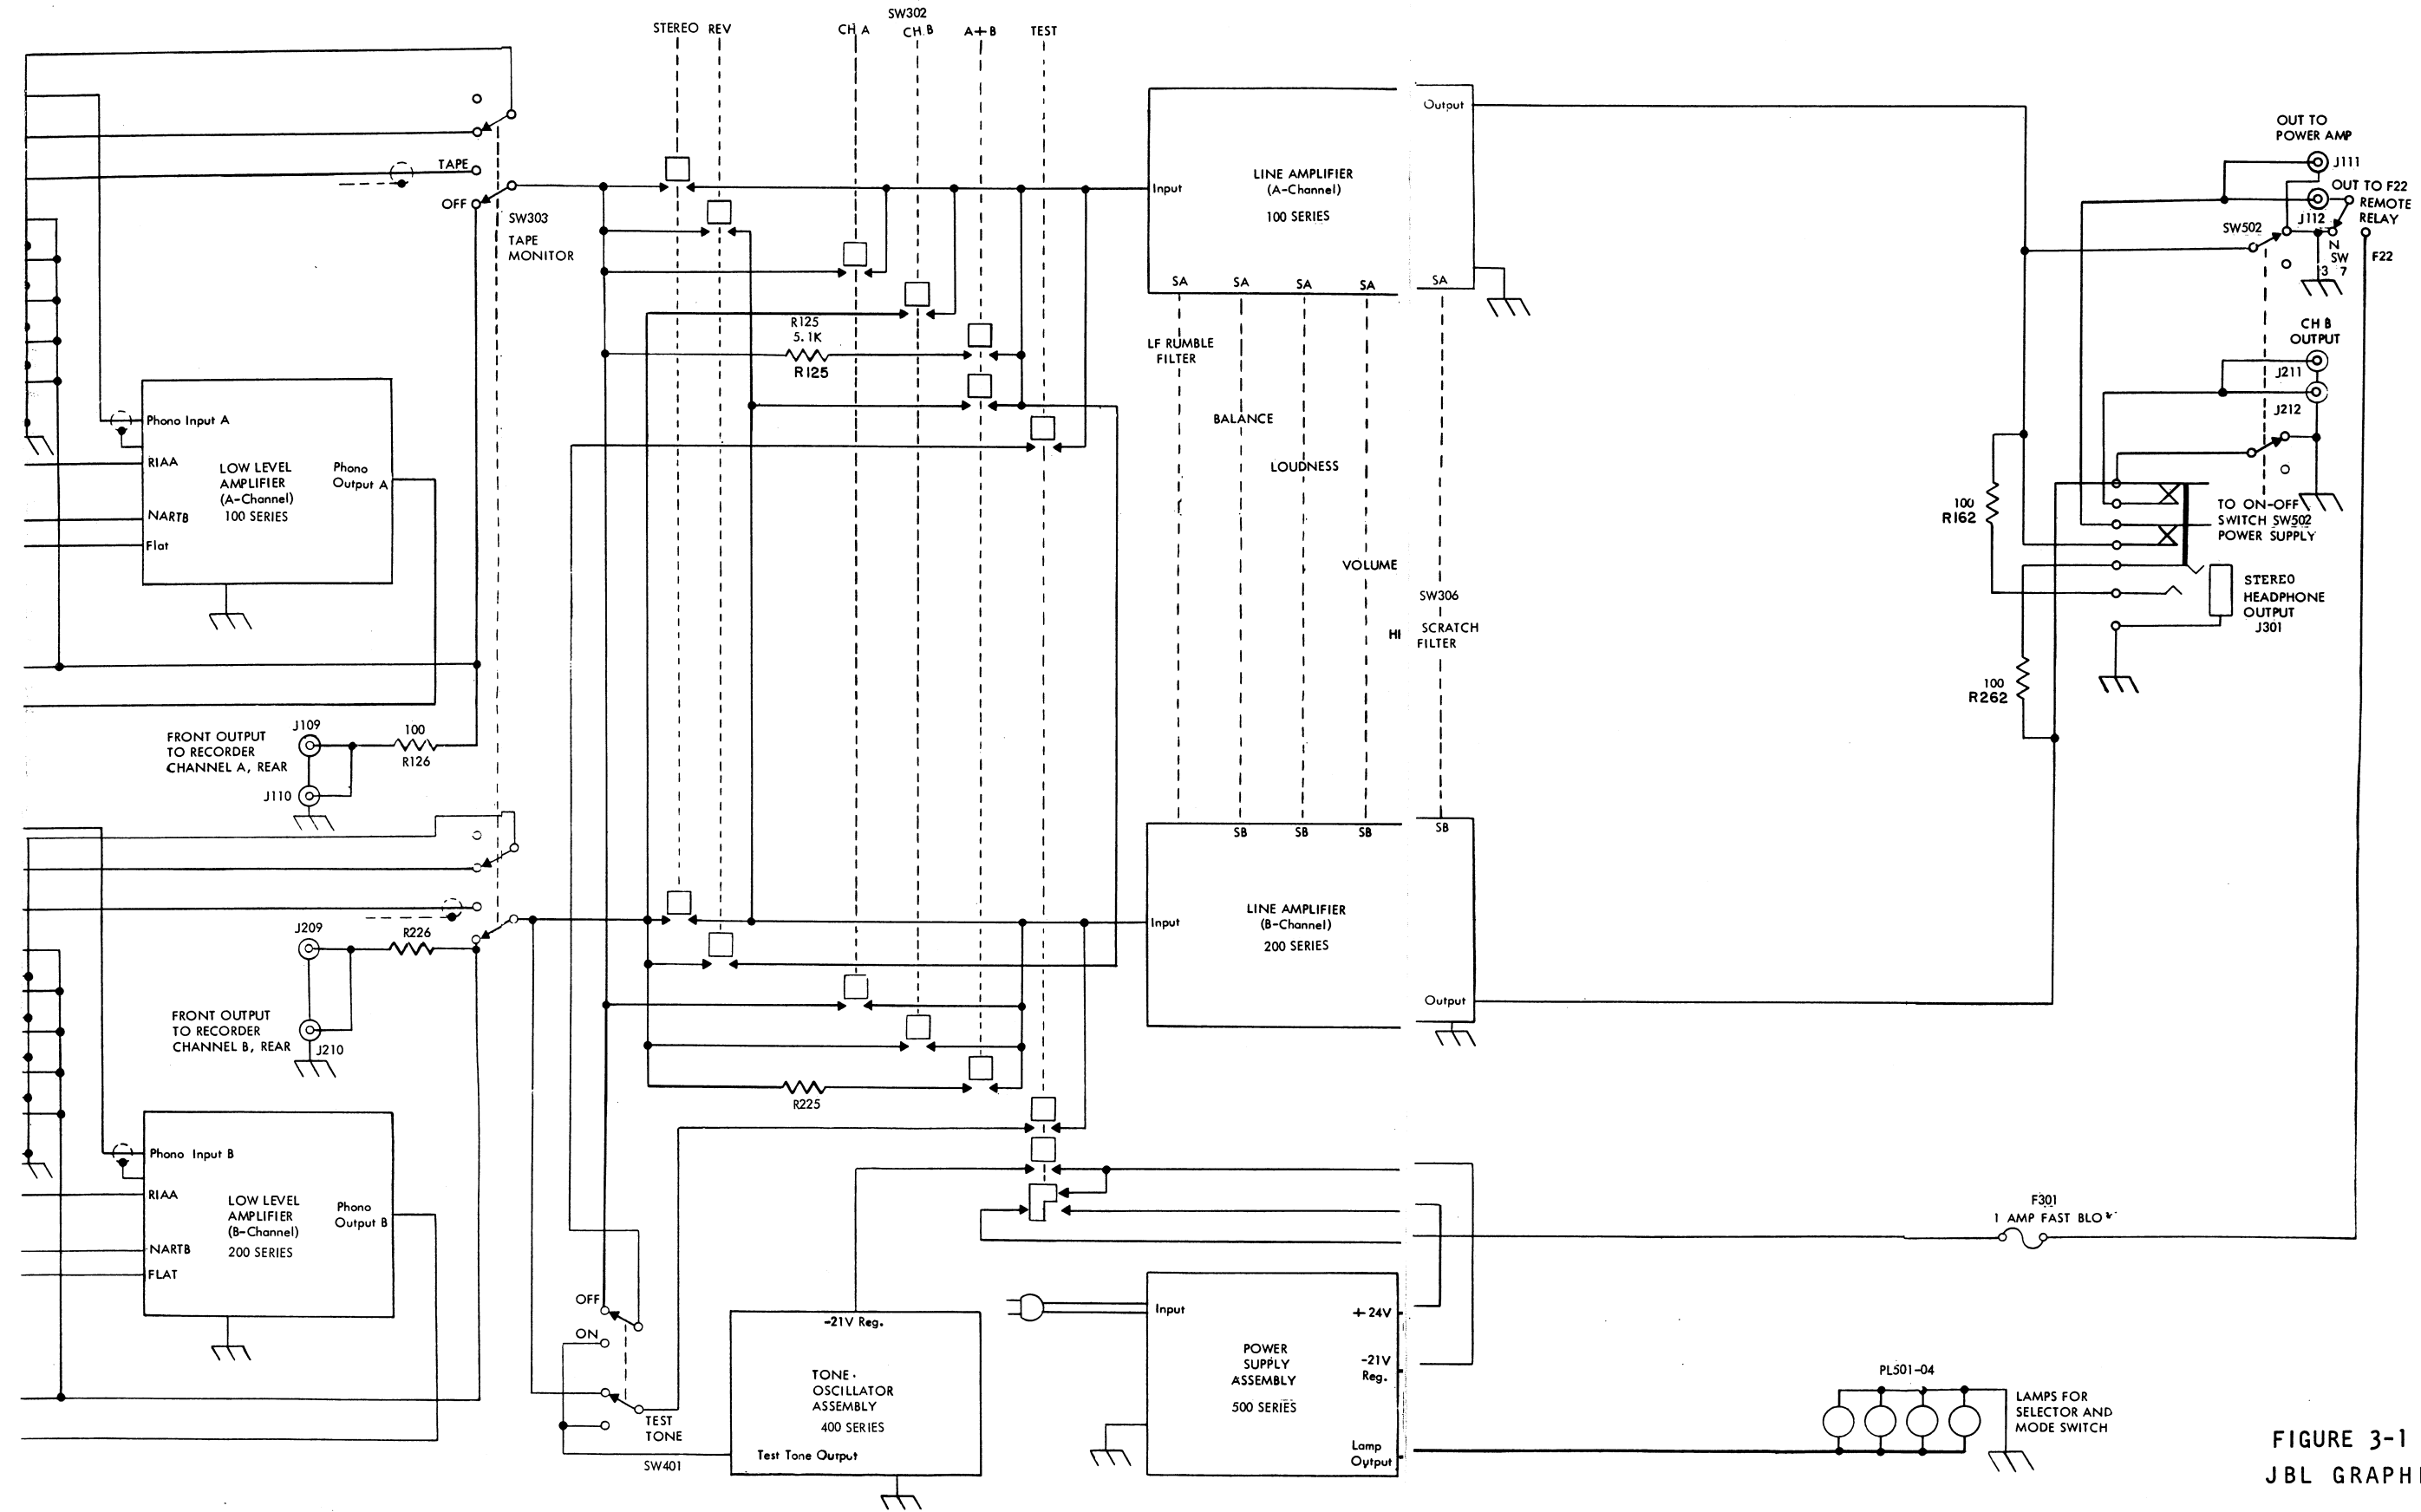 SW302
STEREO REV
CH A
CH B
A+B
TEST
TAPE
OFF
SW303
TAPE
MONITOR
R125
5.1K
R125
Input
LINE AMPLIFIER
(A-Channel)
100 SERIES
Output
SA
SA
SA
SA
SA
LF RUMBLE
FILTER
BALANCE
LOUDNESS
VOLUME
SW306
HI SCRATCH
FILTER
OUT TO
POWER AMP
J111
OUT TO F22
REMOTE
RELAY
J112
SW502
N
SW
3 7
F22
CH B
OUTPUT
J211
J212
TO ON-OFF
SWITCH SW502
POWER SUPPLY
100
R162
STEREO
HEADPHONE
OUTPUT
J301
100
R262
Phono Input A
RIAA
NARTB
Flat
LOW LEVEL
AMPLIFIER
(A-Channel)
100 SERIES
Phono
Output A
FRONT OUTPUT
TO RECORDER
CHANNEL A, REAR
J109
J110
100
R126
SB
SB
SB
SB
Input
LINE AMPLIFIER
(B-Channel)
200 SERIES
Output
J209
R226
FRONT OUTPUT
TO RECORDER
CHANNEL B, REAR
J210
R225
Phono Input B
RIAA
NARTB
FLAT
LOW LEVEL
AMPLIFIER
(B-Channel)
200 SERIES
Phono
Output B
OFF
ON
TEST
TONE
SW401
-21V Reg.
TONE
OSCILLATOR
ASSEMBLY
400 SERIES
Test Tone Output
Input
POWER
SUPPLY
ASSEMBLY
500 SERIES
+24V
-21V
Reg.
Lamp
Output
F301
1 AMP FAST BLO
PL501-04
LAMPS FOR
SELECTOR AND
MODE SWITCH
FIGURE 3-1
JBL GRAPHI